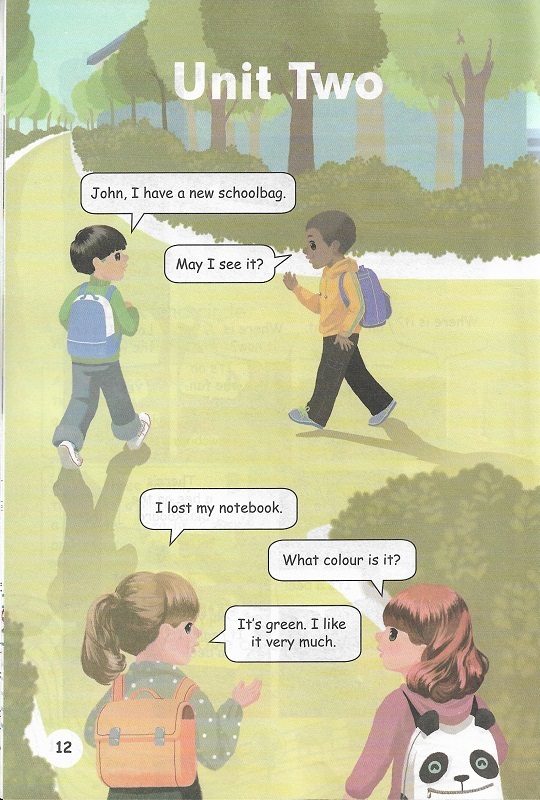 Unit Two
John, I have a new schoolbag.
May I see it?
I lost my notebook.
What colour is it?
It's green. I like
it very much.
12